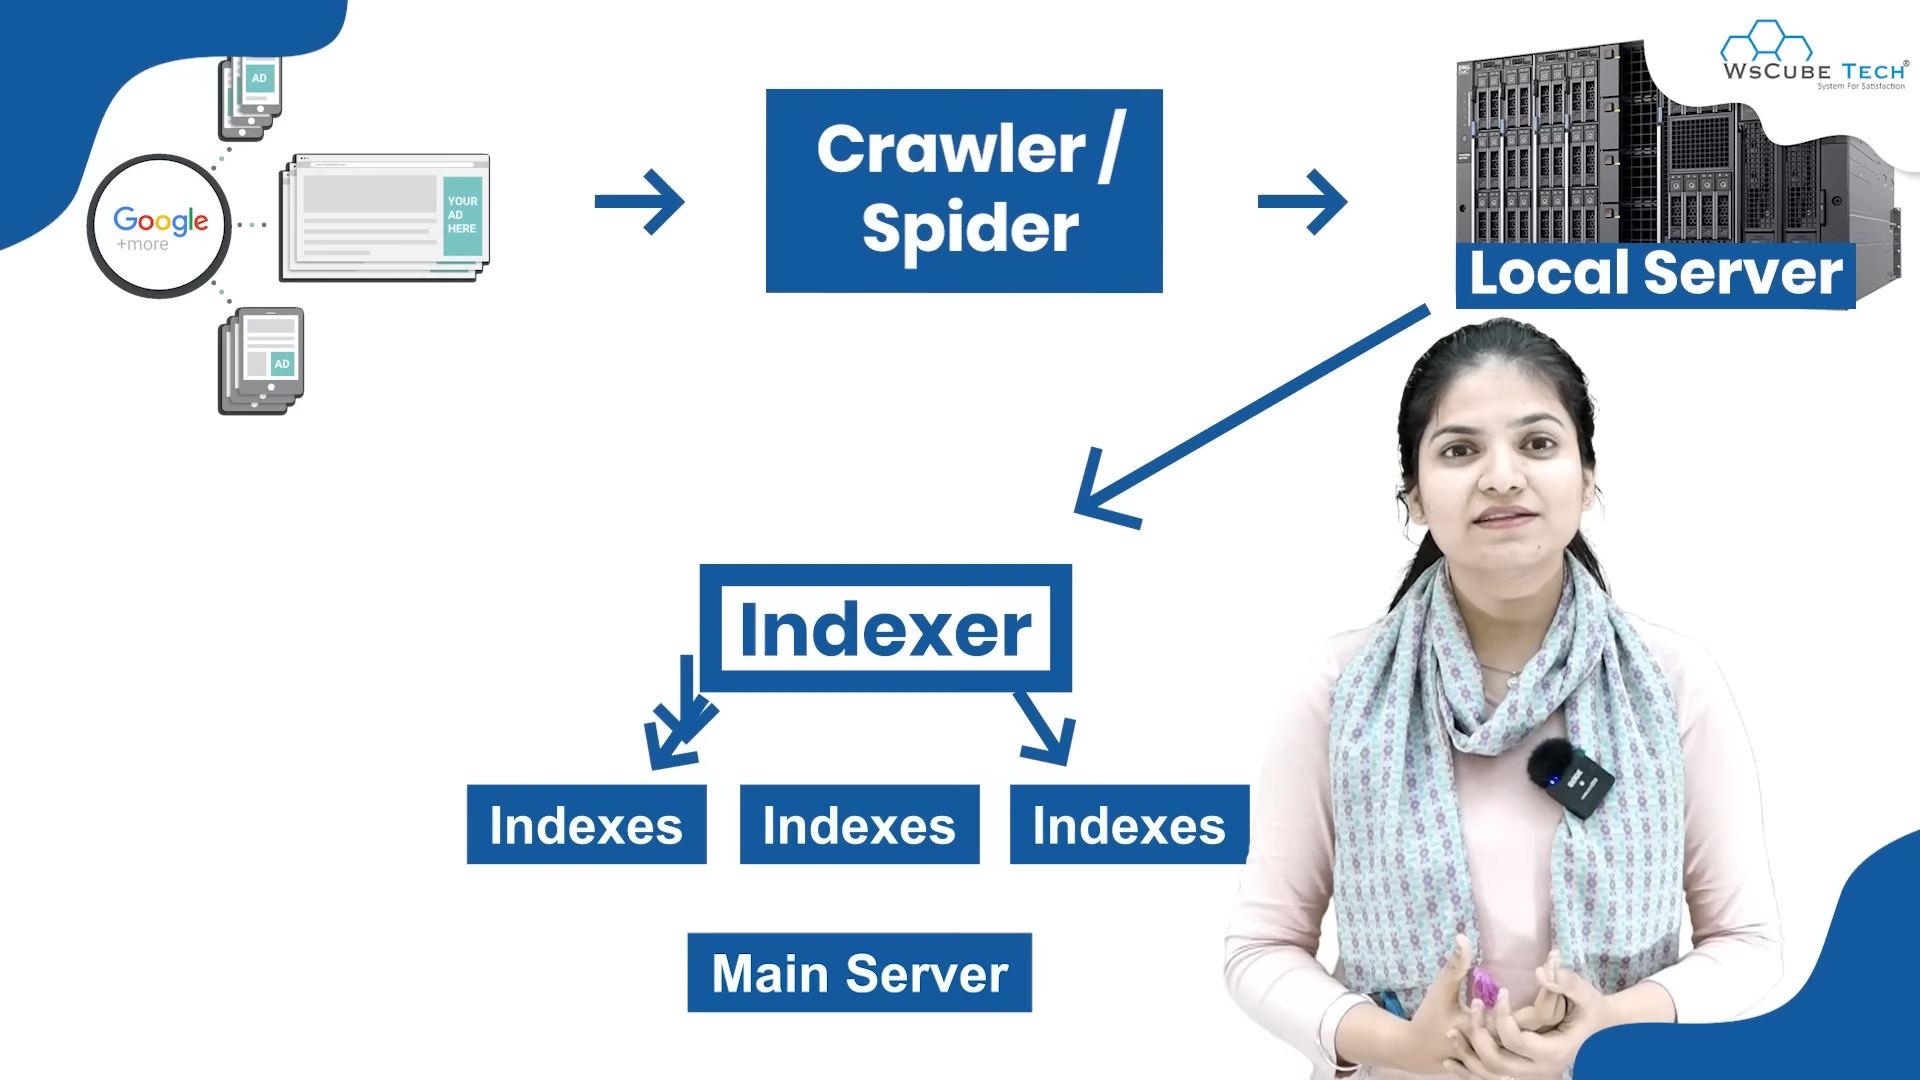 WSCUBE TECH®
System For Satisfaction
AD
Google
+more
YOUR
AD
HERE
AD
Crawler /
Spider
Local Server
Indexer
Indexes
Indexes
Indexes
Main Server